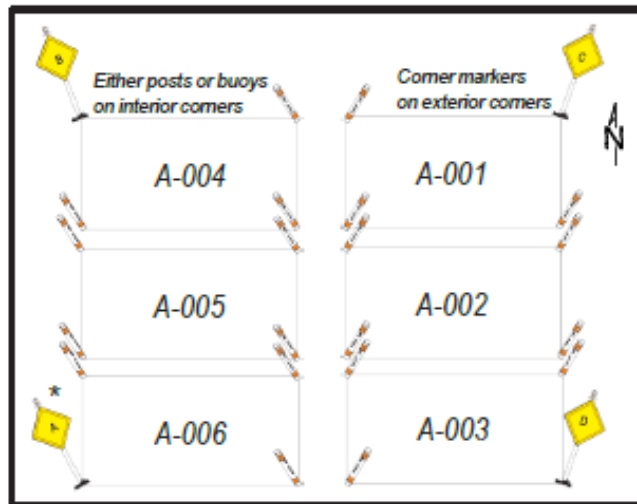 B
C
Either posts or buoys
on interior corners
Corner markers
on exterior corners
N
A-004
A-001
A-005
A-002
*
A
D
A-006
A-003